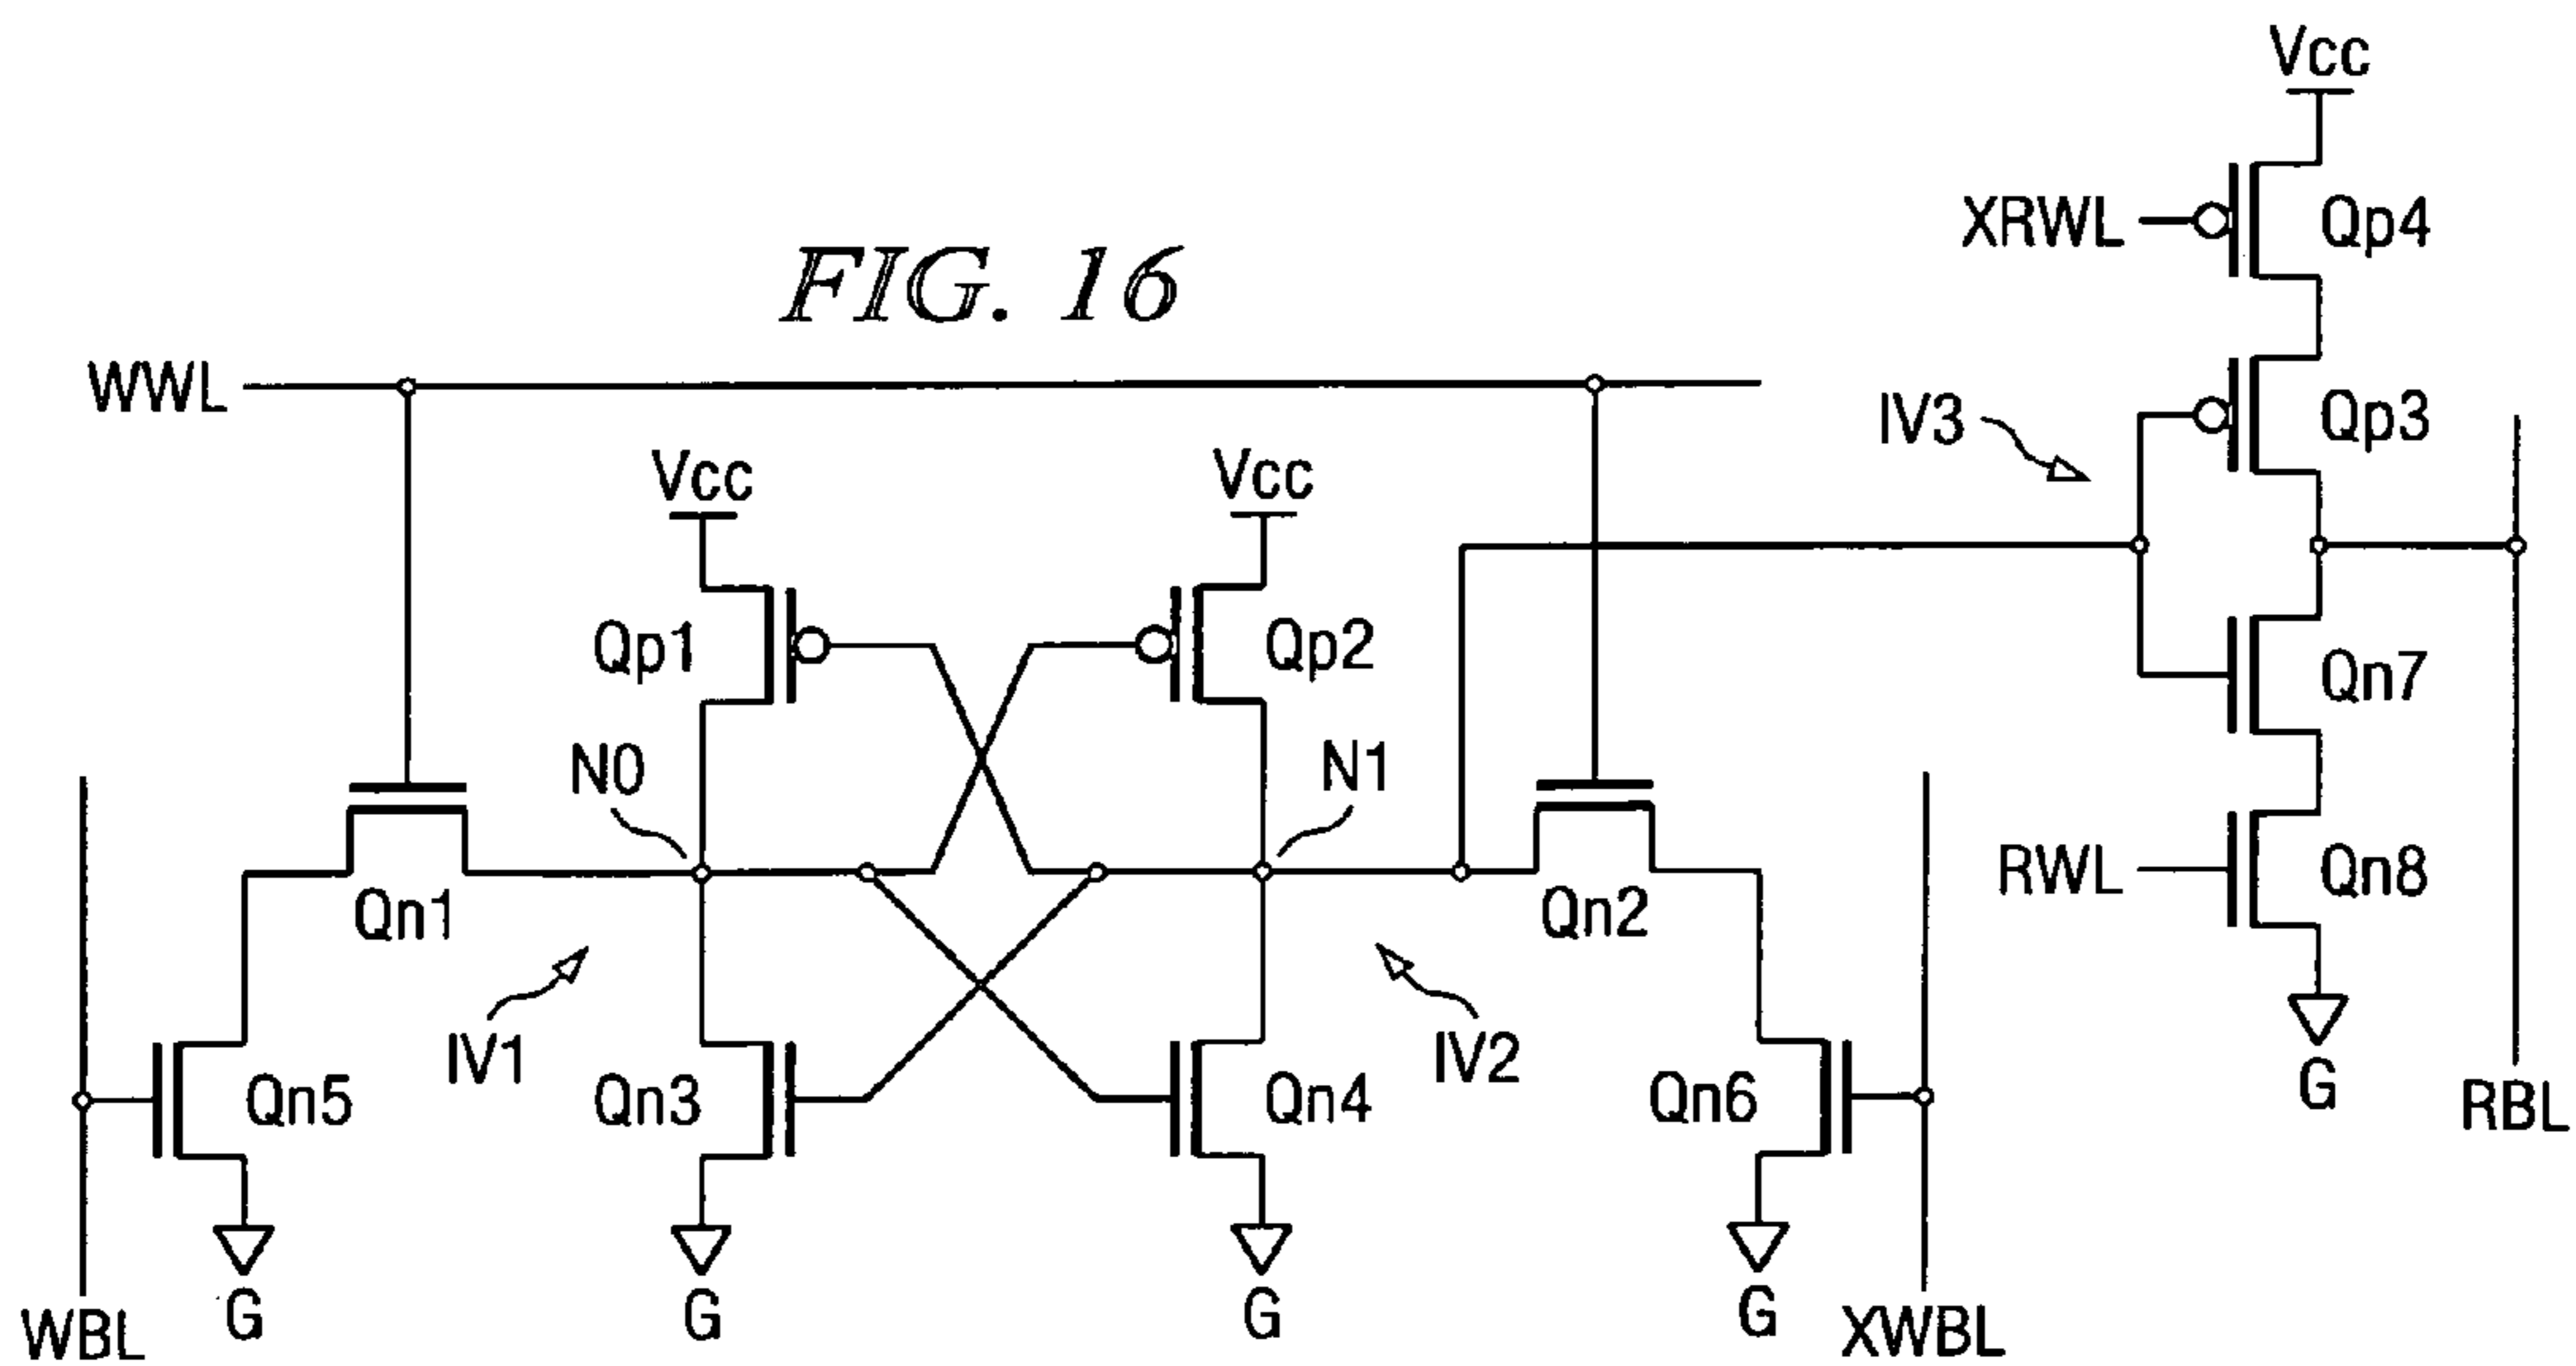 Vcc
XRWL
Qp4
FIG. 16
WWL
IV3
Qp3
Vcc
Vcc
Qp1
Qp2
Qn7
N0
N1
Qn1
Qn2
RWL
Qn8
IV1
IV2
Qn5
Qn3
Qn4
Qn6
G
RBL
G
G
G
G
WBL
XWBL